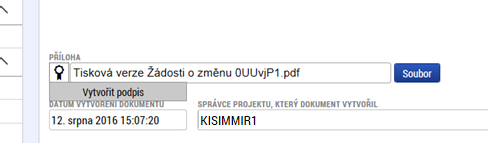 PŘÍLOHA
Tisková verze Žádosti o změnu 0UUvjP1.pdf Soubor
Vytvořit podpis
DATUM VYTVOŘENÍ DOKUMENTU SPRÁVCE PROJEKTU, KTERÝ DOKUMENT VYTVOŘIL
12. srpna 2016 15:07:20 KISIMMIR1